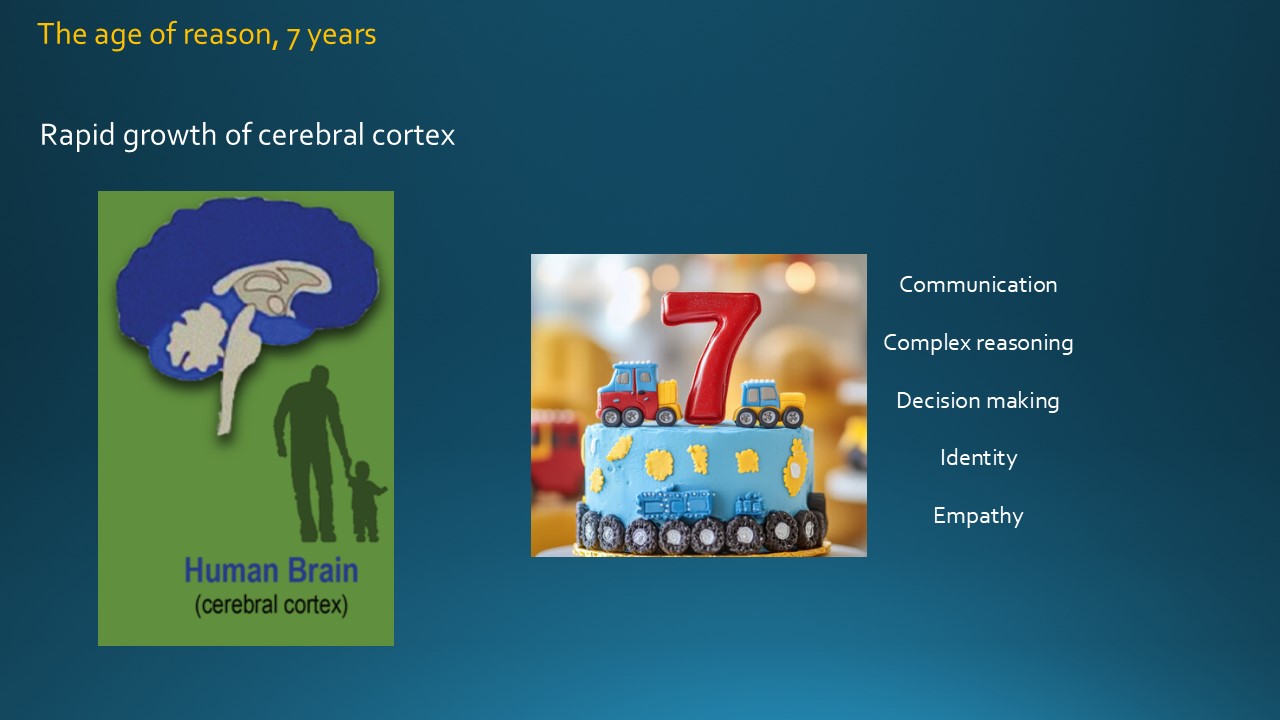 The age of reason, 7 years
Rapid growth of cerebral cortex
Human Brain
(cerebral cortex)
7
Communication
Complex reasoning
Decision making
Identity
Empathy